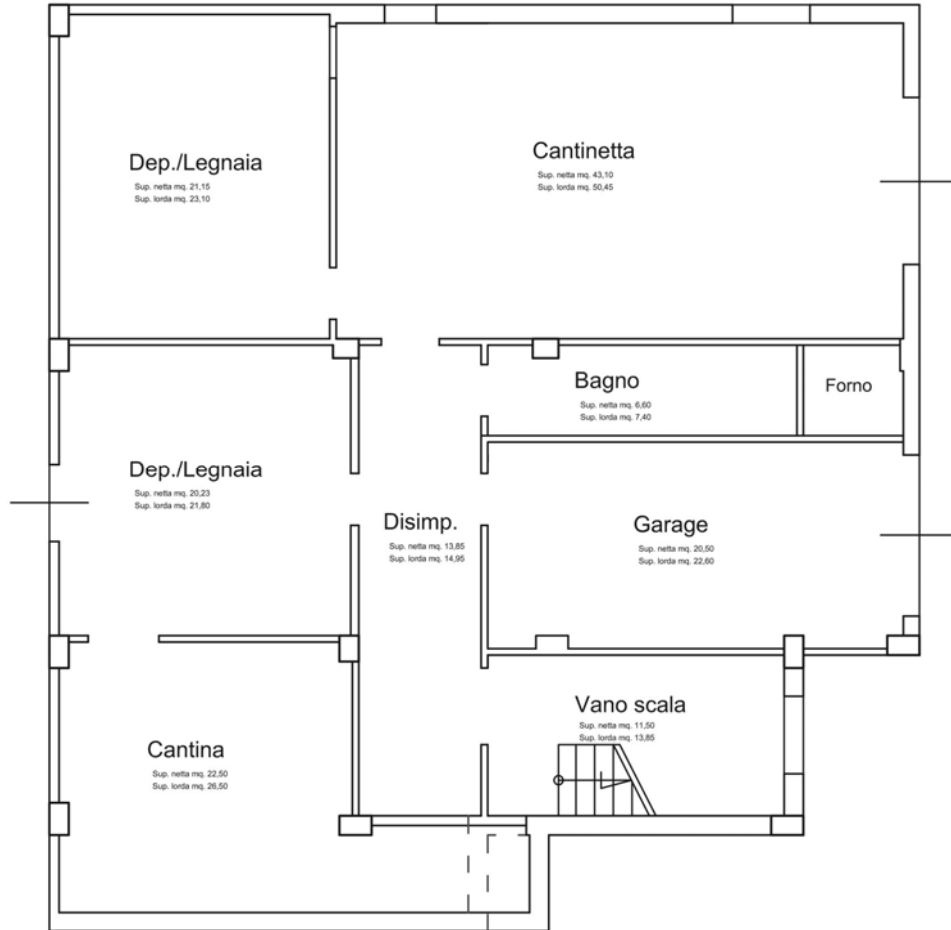 Dep./Legnaia
Sup. netta mq. 21,15
Sup. lorda mq. 23,10
Cantinetta
Sup. netta mq. 43,10
Sup. lorda mq. 50,45
Bagno
Sup. netta mq. 6,60
Sup. lorda mq. 7,40
Forno
Dep./Legnaia
Sup. netta mq. 20,23
Sup. lorda mq. 21,80
Disimp.
Sup. netta mq. 13,85
Sup. lorda mq. 14,95
Garage
Sup. netta mq. 20,50
Sup. lorda mq. 22,60
Vano scala
Sup. netta mq. 11,50
Sup. lorda mq. 13,85
Cantina
Sup. netta mq. 22,50
Sup. lorda mq. 26,50